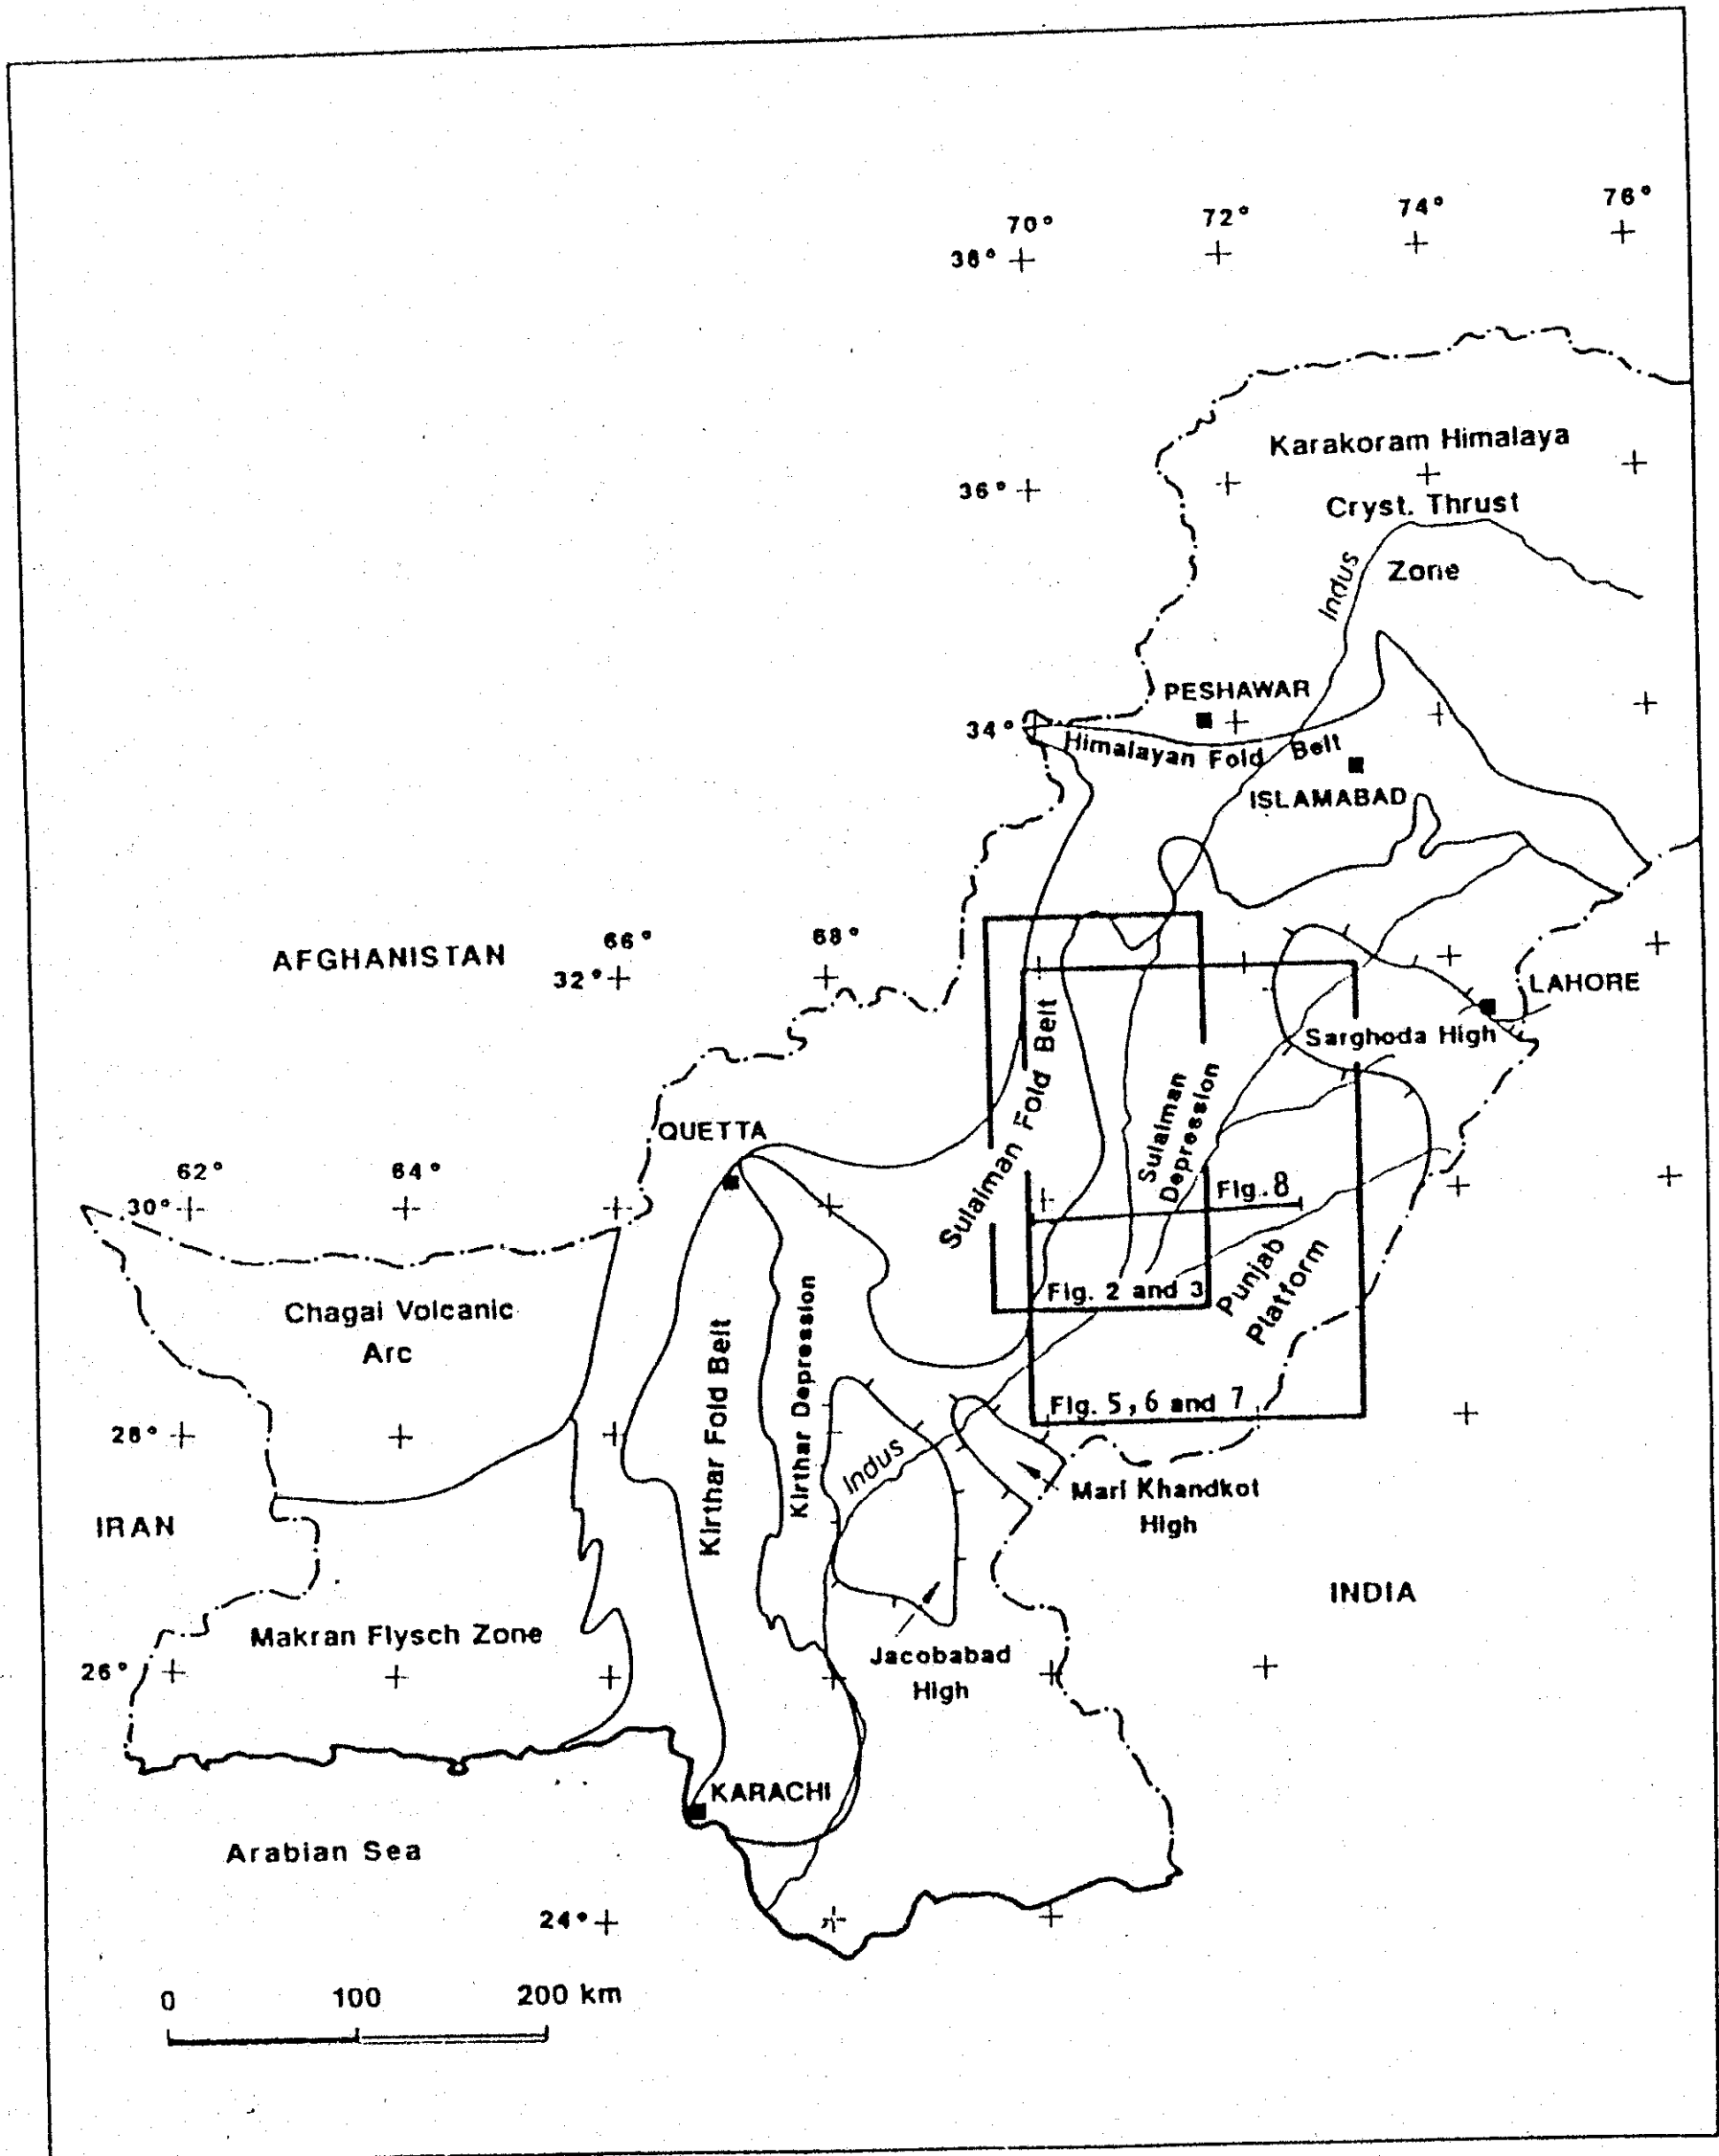 76°
74°
72°
70°
38°
Karakoram Himalaya
36°
Cryst. Thrust
Indus
Zone
PESHAWAR
34°
Himalayan Fold Belt
ISLAMABAD
AFGHANISTAN
66°
68°
32°
LAHORE
Sarghoda High
Sulaiman Fold Belt
Sulaiman
Depression
QUETTA
62°
64°
30°
Fig. 8
Punjab
Platform
Fig. 2 and 3
Chagai Volcanic
Arc
Kirthar Fold Belt
Kirthar Depression
Fig. 5, 6 and 7
28°
Indus
Mari Khandkot
High
IRAN
INDIA
Makran Flysch Zone
26°
Jacobabad
High
KARACHI
Arabian Sea
24°
0 100 200 km